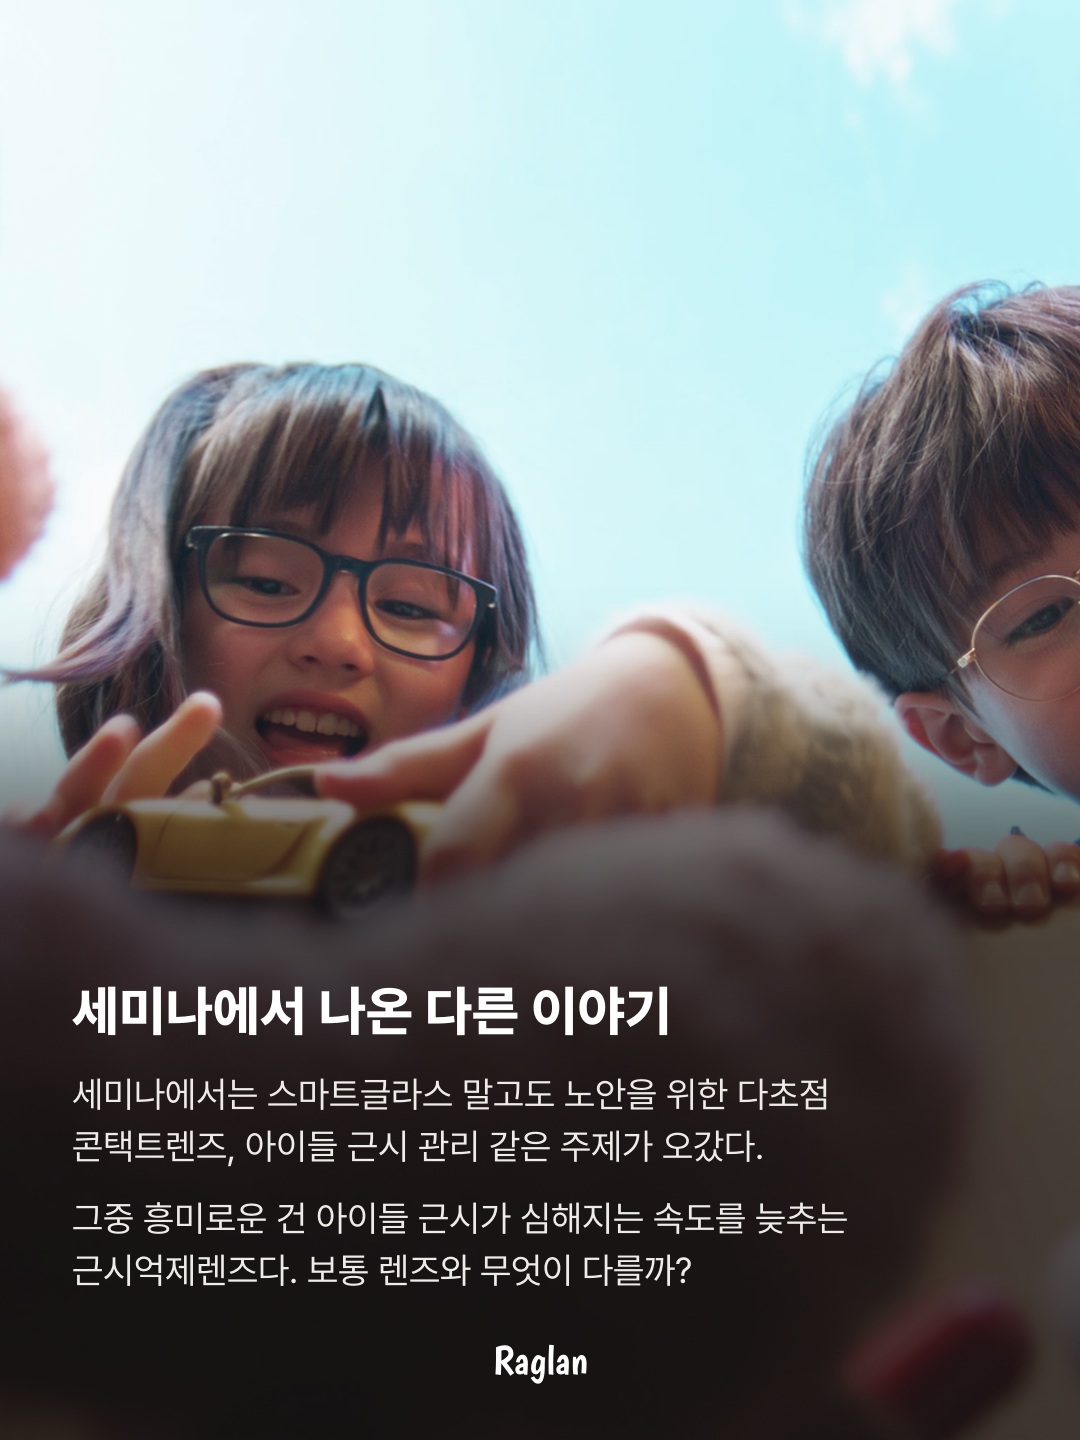 세미나에서 나온 다른 이야기
세미나에서는 스마트글라스 말고도 노안을 위한 다초점
콘택트렌즈, 아이들 근시 관리 같은 주제가 오갔다.
그중 흥미로운 건 아이들 근시가 심해지는 속도를 늦추는
근시억제렌즈다. 보통 렌즈와 무엇이 다를까?
Raglan